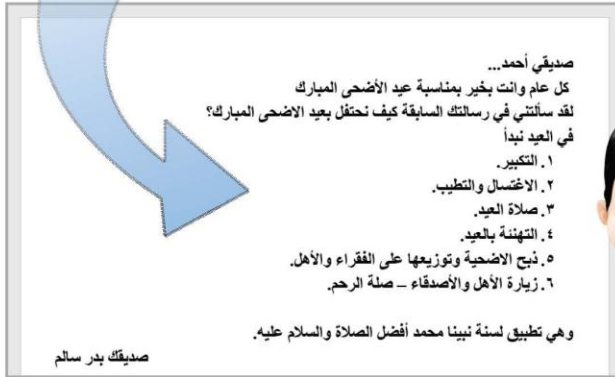 صديقي أحمد...
كل عام وانت بخير بمناسبة عيد الأضحى المبارك
لقد سألتني في رسالتك السابقة كيف نحتفل بعيد الاضحى المبارك؟
في العيد نبدأ
١. التكبير.
٢. الاغتسال والتطيب.
٣. صلاة العيد.
٤. التهنئة بالعيد.
٥. ذبح الاضحية وتوزيعها على الفقراء والأهل.
٦. زيارة الأهل والأصدقاء – صلة الرحم.
وهي تطبيق لسنة نبينا محمد أفضل الصلاة والسلام عليه.
صديقك بدر سالم